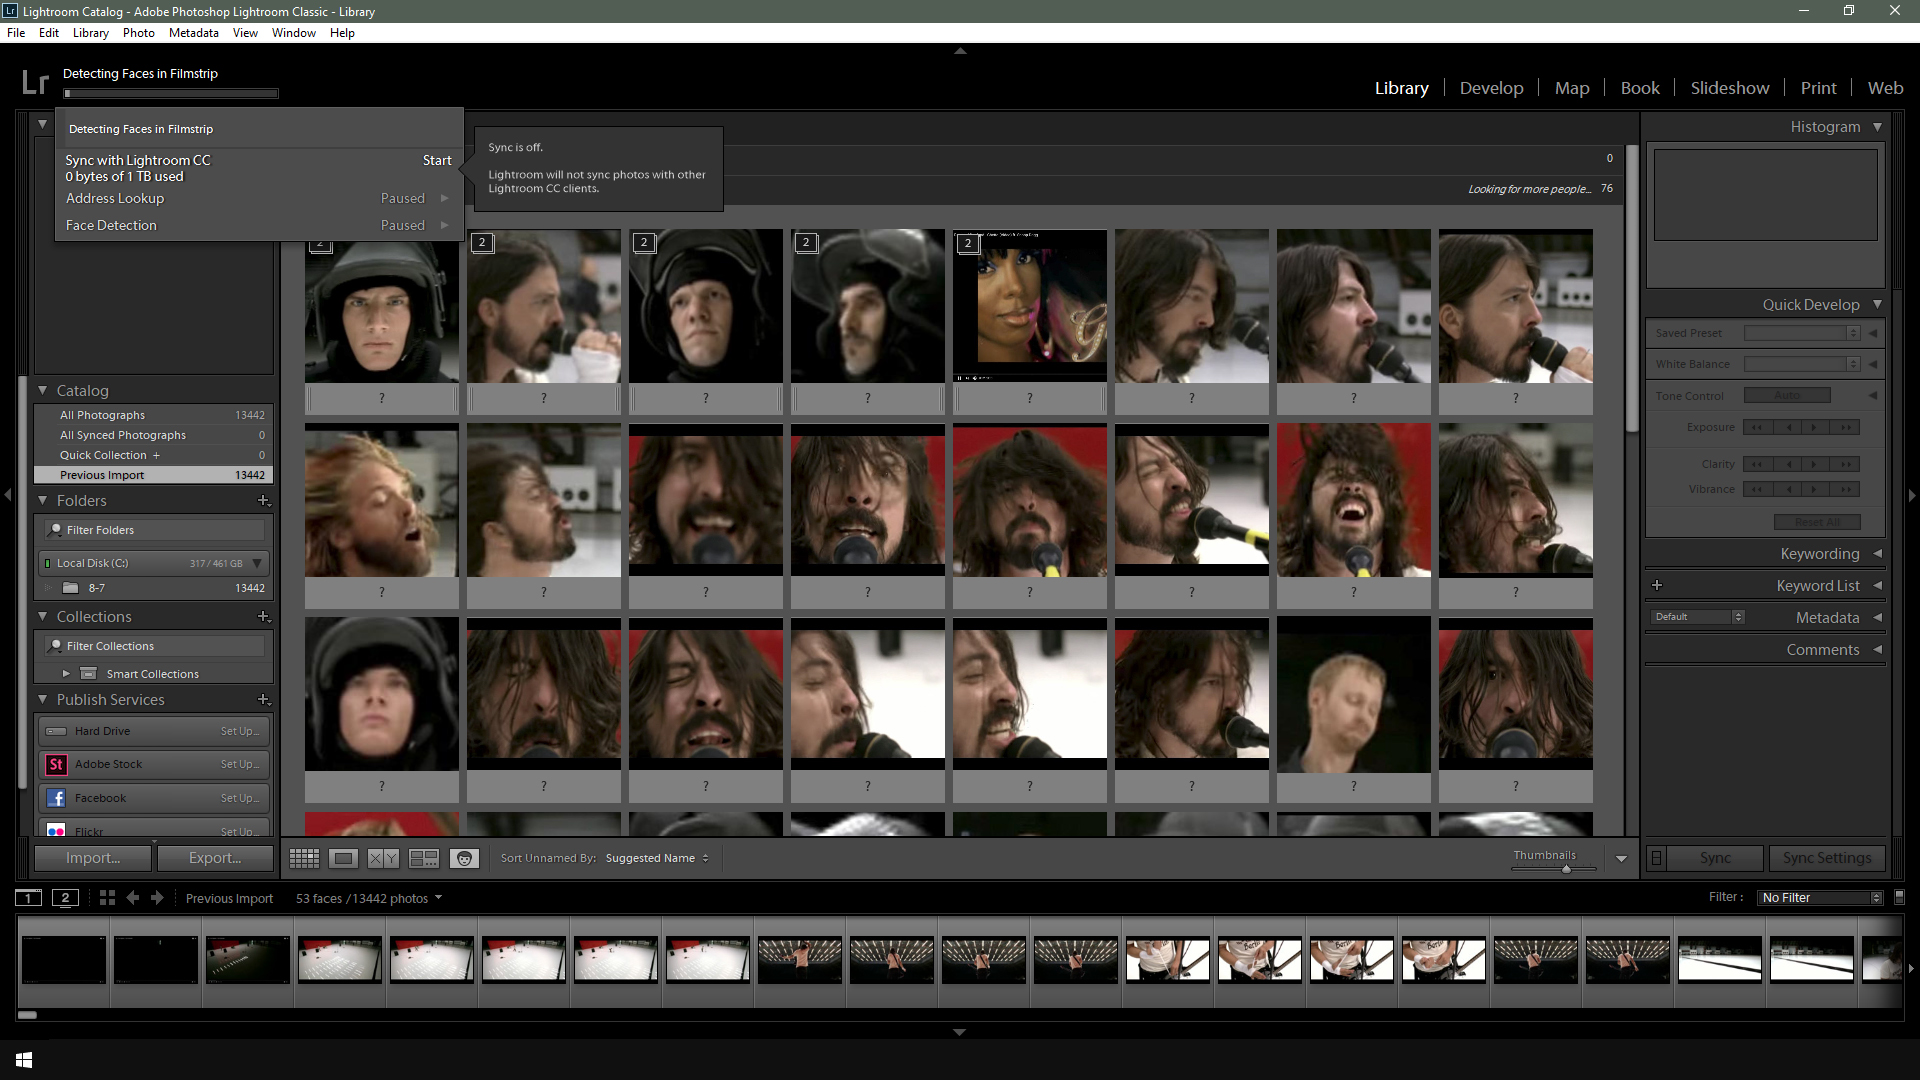 Lr Lightroom Catalog - Adobe Photoshop Lightroom Classic - Library
File Edit Library Photo Metadata View Window Help
Lr
Detecting Faces in Filmstrip
Library Develop Map Book Slideshow Print Web
Detecting Faces in Filmstrip
Sync with Lightroom CC Start
0 bytes of 1 TB used
Address Lookup Paused
Face Detection Paused
Sync is off.
Lightroom will not sync photos with other
Lightroom CC clients.
0
Looking for more people... 76
2 2 2 2 2
? ? ? ? ? ? ? ?
? ? ? ? ? ? ? ?
? ? ? ? ? ? ? ?
Catalog
All Photographs 13442
All Synced Photographs 0
Quick Collection + 0
Previous Import 13442
Folders
Filter Folders
Local Disk (C:) 317 / 461 GB
8-7 13442
Collections
Filter Collections
Smart Collections
Publish Services
Hard Drive Set Up...
St Adobe Stock Set Up...
f Facebook Set Up...
Flickr Set Up...
Import... Export...
Histogram
Quick Develop
Saved Preset
White Balance
Tone Control Auto
Exposure
Clarity
Vibrance
Reset All
Keywording
Keyword List
Default Metadata
Comments
XY Sort Unnamed By: Suggested Name
Thumbnails
Sync Sync Settings
1 2 Previous Import 53 faces / 13442 photos
Filter : No Filter
Berlin